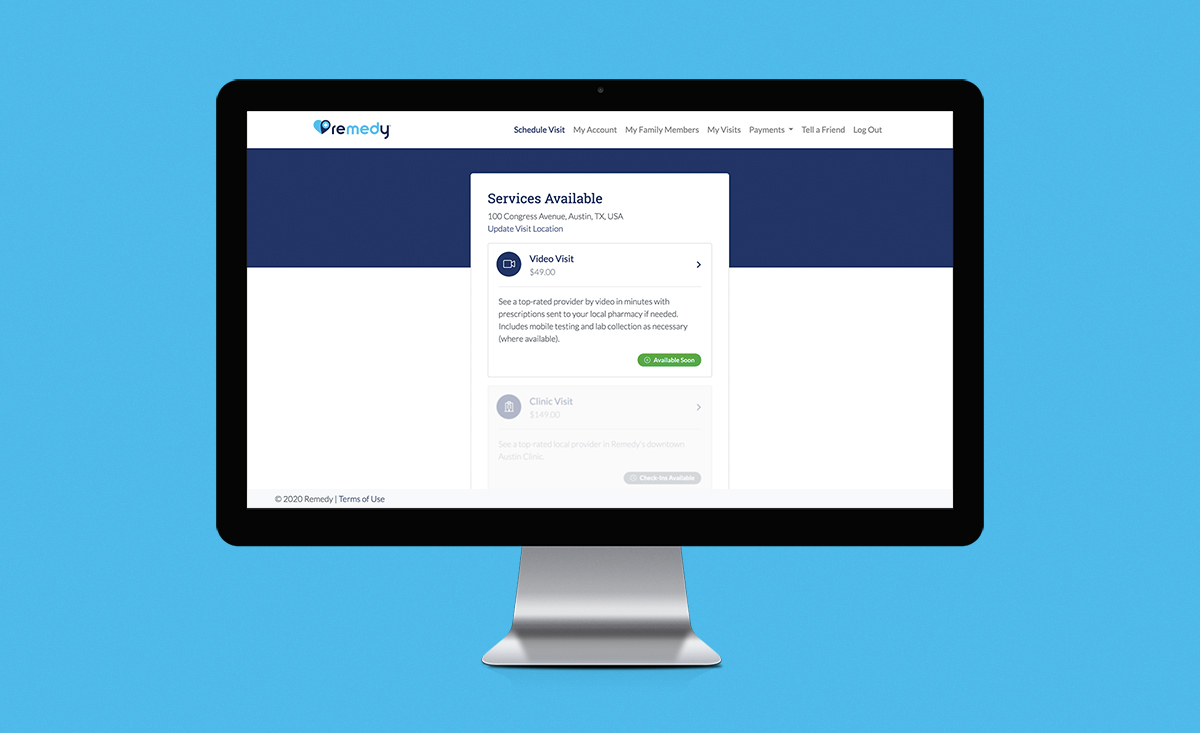 remedy
Schedule Visit My Account My Family Members My Visits Payments Tell a Friend Log Out
Services Available
100 Congress Avenue, Austin, TX, USA
Update Visit Location
Video Visit
$49.00
See a top-rated provider by video in minutes with
prescriptions sent to your local pharmacy if needed.
Includes mobile testing and lab collection as necessary
(where available).
Available Soon
Clinic Visit
$149.00
See a top-rated local provider in Remedy's downtown
Austin Clinic.
Check-Ins Available
© 2020 Remedy | Terms of Use